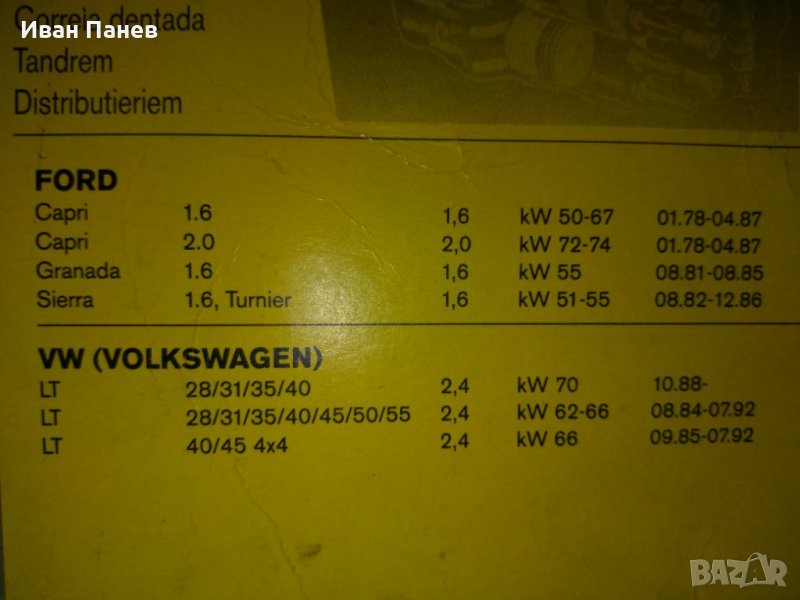 Иван Панев
Correia dentada
Tandrem
Distributieriem
FORD
Capri 1.6 1,6 kW 50-67 01.78-04.87
Capri 2.0 2,0 kW 72-74 01.78-04.87
Granada 1.6 1,6 kW 55 08.81-08.85
Sierra 1.6, Turnier 1,6 kW 51-55 08.82-12.86
VW (VOLKSWAGEN)
LT 28/31/35/40 2,4 kW 70 10.88-
LT 28/31/35/40/45/50/55 2,4 kW 62-66 08.84-07.92
LT 40/45 4x4 2,4 kW 66 09.85-07.92
BAZAR